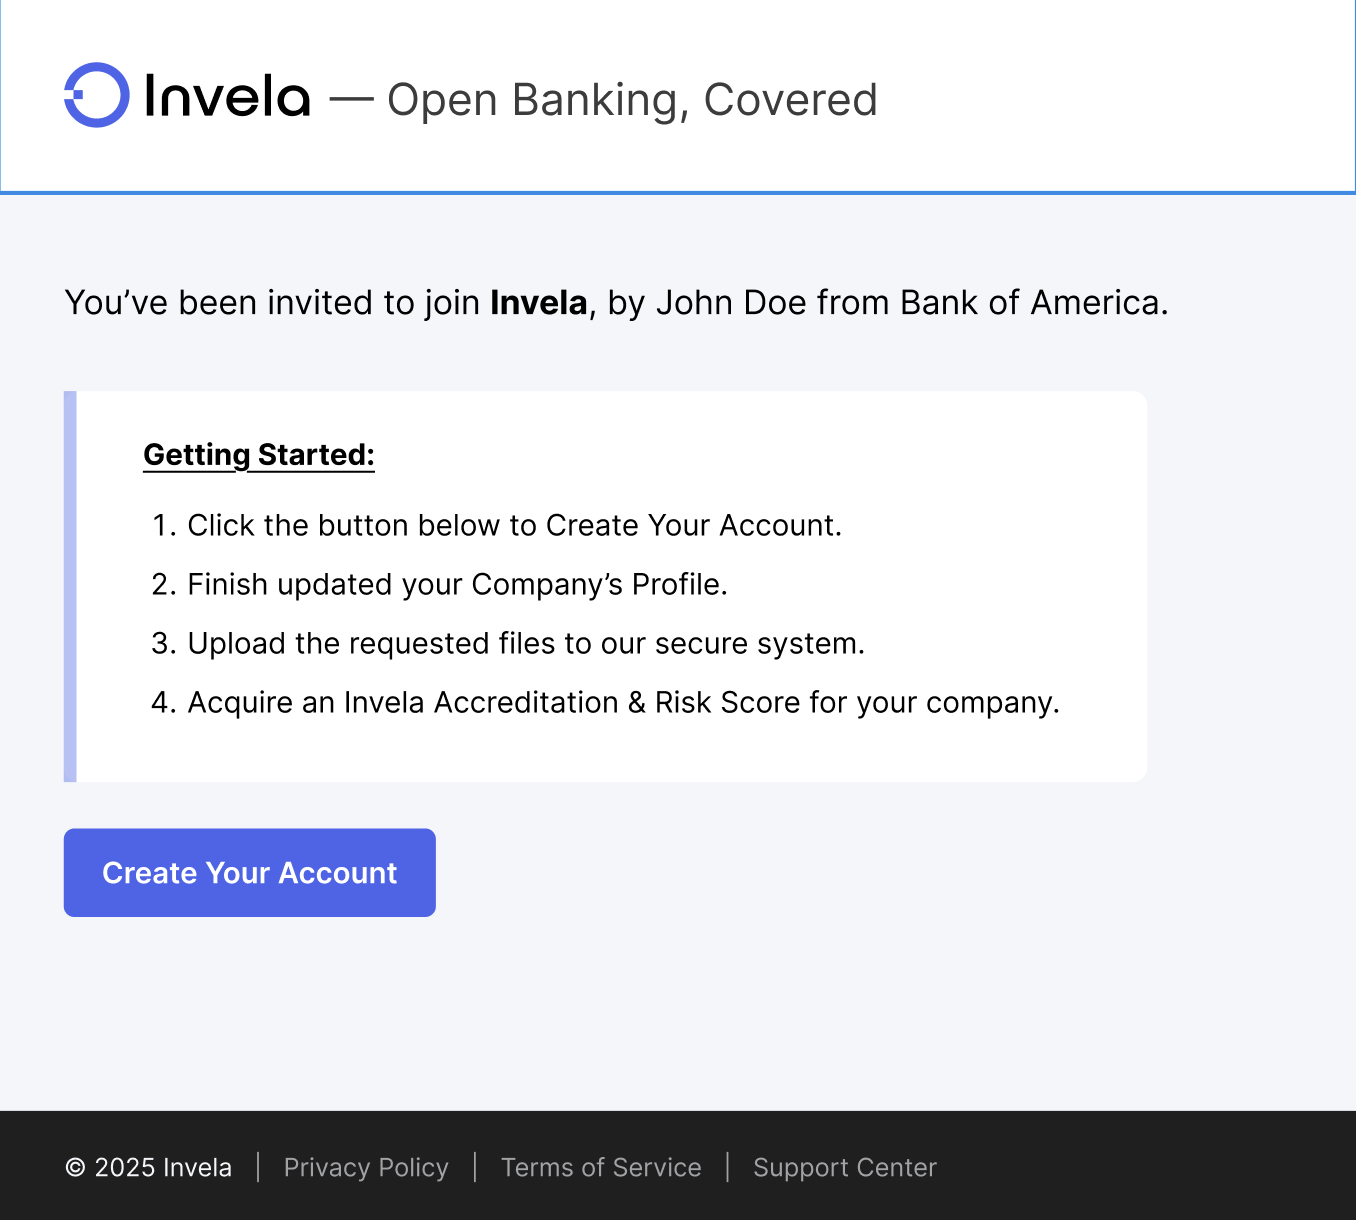 Invela — Open Banking, Covered
You’ve been invited to join Invela, by John Doe from Bank of America.
Getting Started:
1. Click the button below to Create Your Account.
2. Finish updated your Company’s Profile.
3. Upload the requested files to our secure system.
4. Acquire an Invela Accreditation & Risk Score for your company.
Create Your Account
© 2025 Invela | Privacy Policy | Terms of Service | Support Center